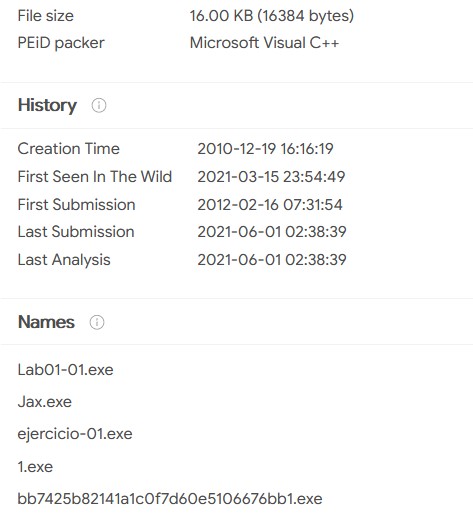 File size 16.00 KB (16384 bytes)
PEiD packer Microsoft Visual C++
History
Creation Time 2010-12-19 16:16:19
First Seen In The Wild 2021-03-15 23:54:49
First Submission 2012-02-16 07:31:54
Last Submission 2021-06-01 02:38:39
Last Analysis 2021-06-01 02:38:39
Names
Lab01-01.exe
Jax.exe
ejercicio-01.exe
1.exe
bb7425b82141a1c0f7d60e5106676bb1.exe